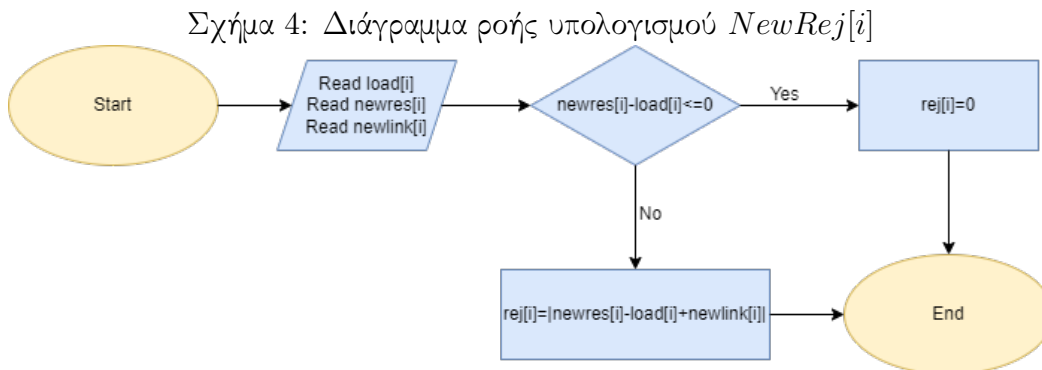 Σχήμα 4: Διάγραμμα ροής υπολογισμού NewRej[i]
Start
Read load[i]
Read newres[i]
Read newlink[i]
newres[i]-load[i]<=0
Yes
rej[i]=0
No
rej[i]=|newres[i]-load[i]+newlink[i]|
End